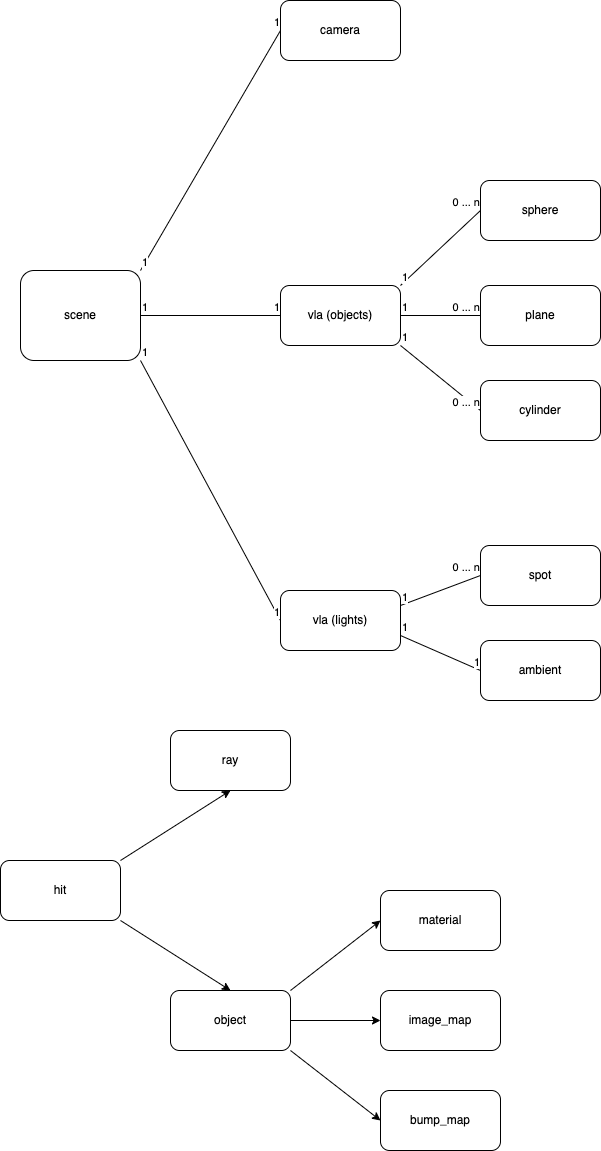 1
camera
1
0 ... n
sphere
1
scene
1
1
vla (objects)
1
0 ... n
plane
1
1
0 ... n
cylinder
0 ... n
spot
1
1
vla (lights)
1
1
ambient
ray
hit
material
object
image_map
bump_map